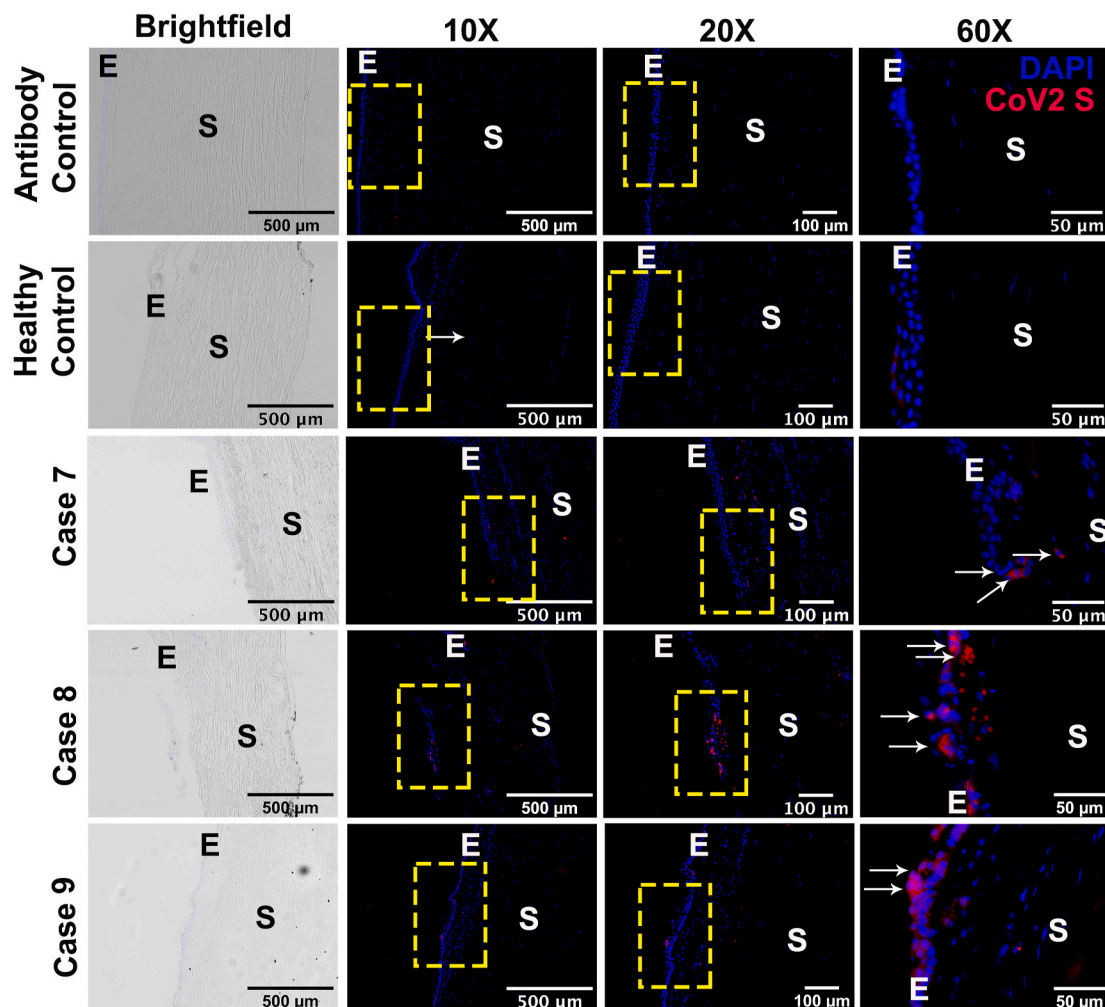 Brightfield 10X 20X 60X
Antibody Control
E S 500 µm
E S 500 µm
E S 100 µm
E DAPI
CoV2 S
S 50 µm
Healthy Control
E S 500 µm
500 µm
E S 100 µm
E S 50 µm
Case 7
E S 500 µm
E S 500 µm
E S 100 µm
E S 50 µm
Case 8
E S 500 µm
E S 500 µm
E S 100 µm
S E 50 µm
Case 9
E S 500 µm
E S 500 µm
E S 100 µm
S E 50 µm